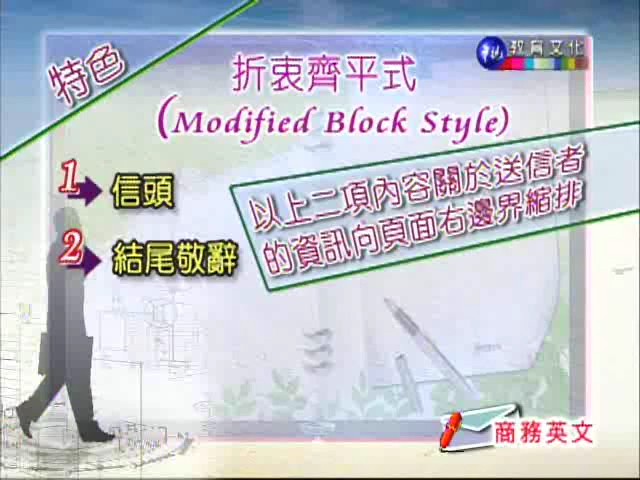 特色
教育文化
折衷齊平式
(Modified Block Style)
1 信頭
2 結尾敬辭
以上二項內容關於送信者
的資訊向頁面右邊界縮排
商務英文